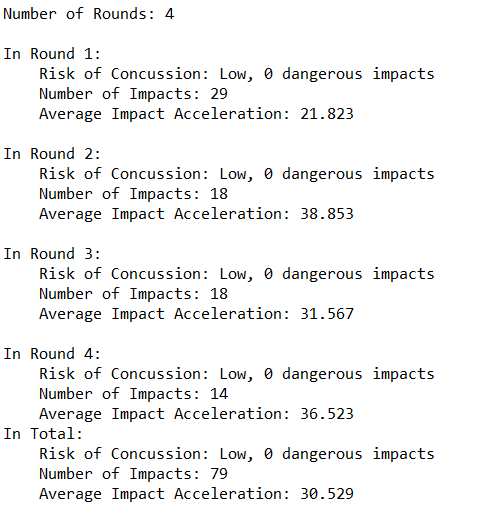 Number of Rounds: 4
In Round 1:
Risk of Concussion: Low, 0 dangerous impacts
Number of Impacts: 29
Average Impact Acceleration: 21.823
In Round 2:
Risk of Concussion: Low, 0 dangerous impacts
Number of Impacts: 18
Average Impact Acceleration: 38.853
In Round 3:
Risk of Concussion: Low, 0 dangerous impacts
Number of Impacts: 18
Average Impact Acceleration: 31.567
In Round 4:
Risk of Concussion: Low, 0 dangerous impacts
Number of Impacts: 14
Average Impact Acceleration: 36.523
In Total:
Risk of Concussion: Low, 0 dangerous impacts
Number of Impacts: 79
Average Impact Acceleration: 30.529